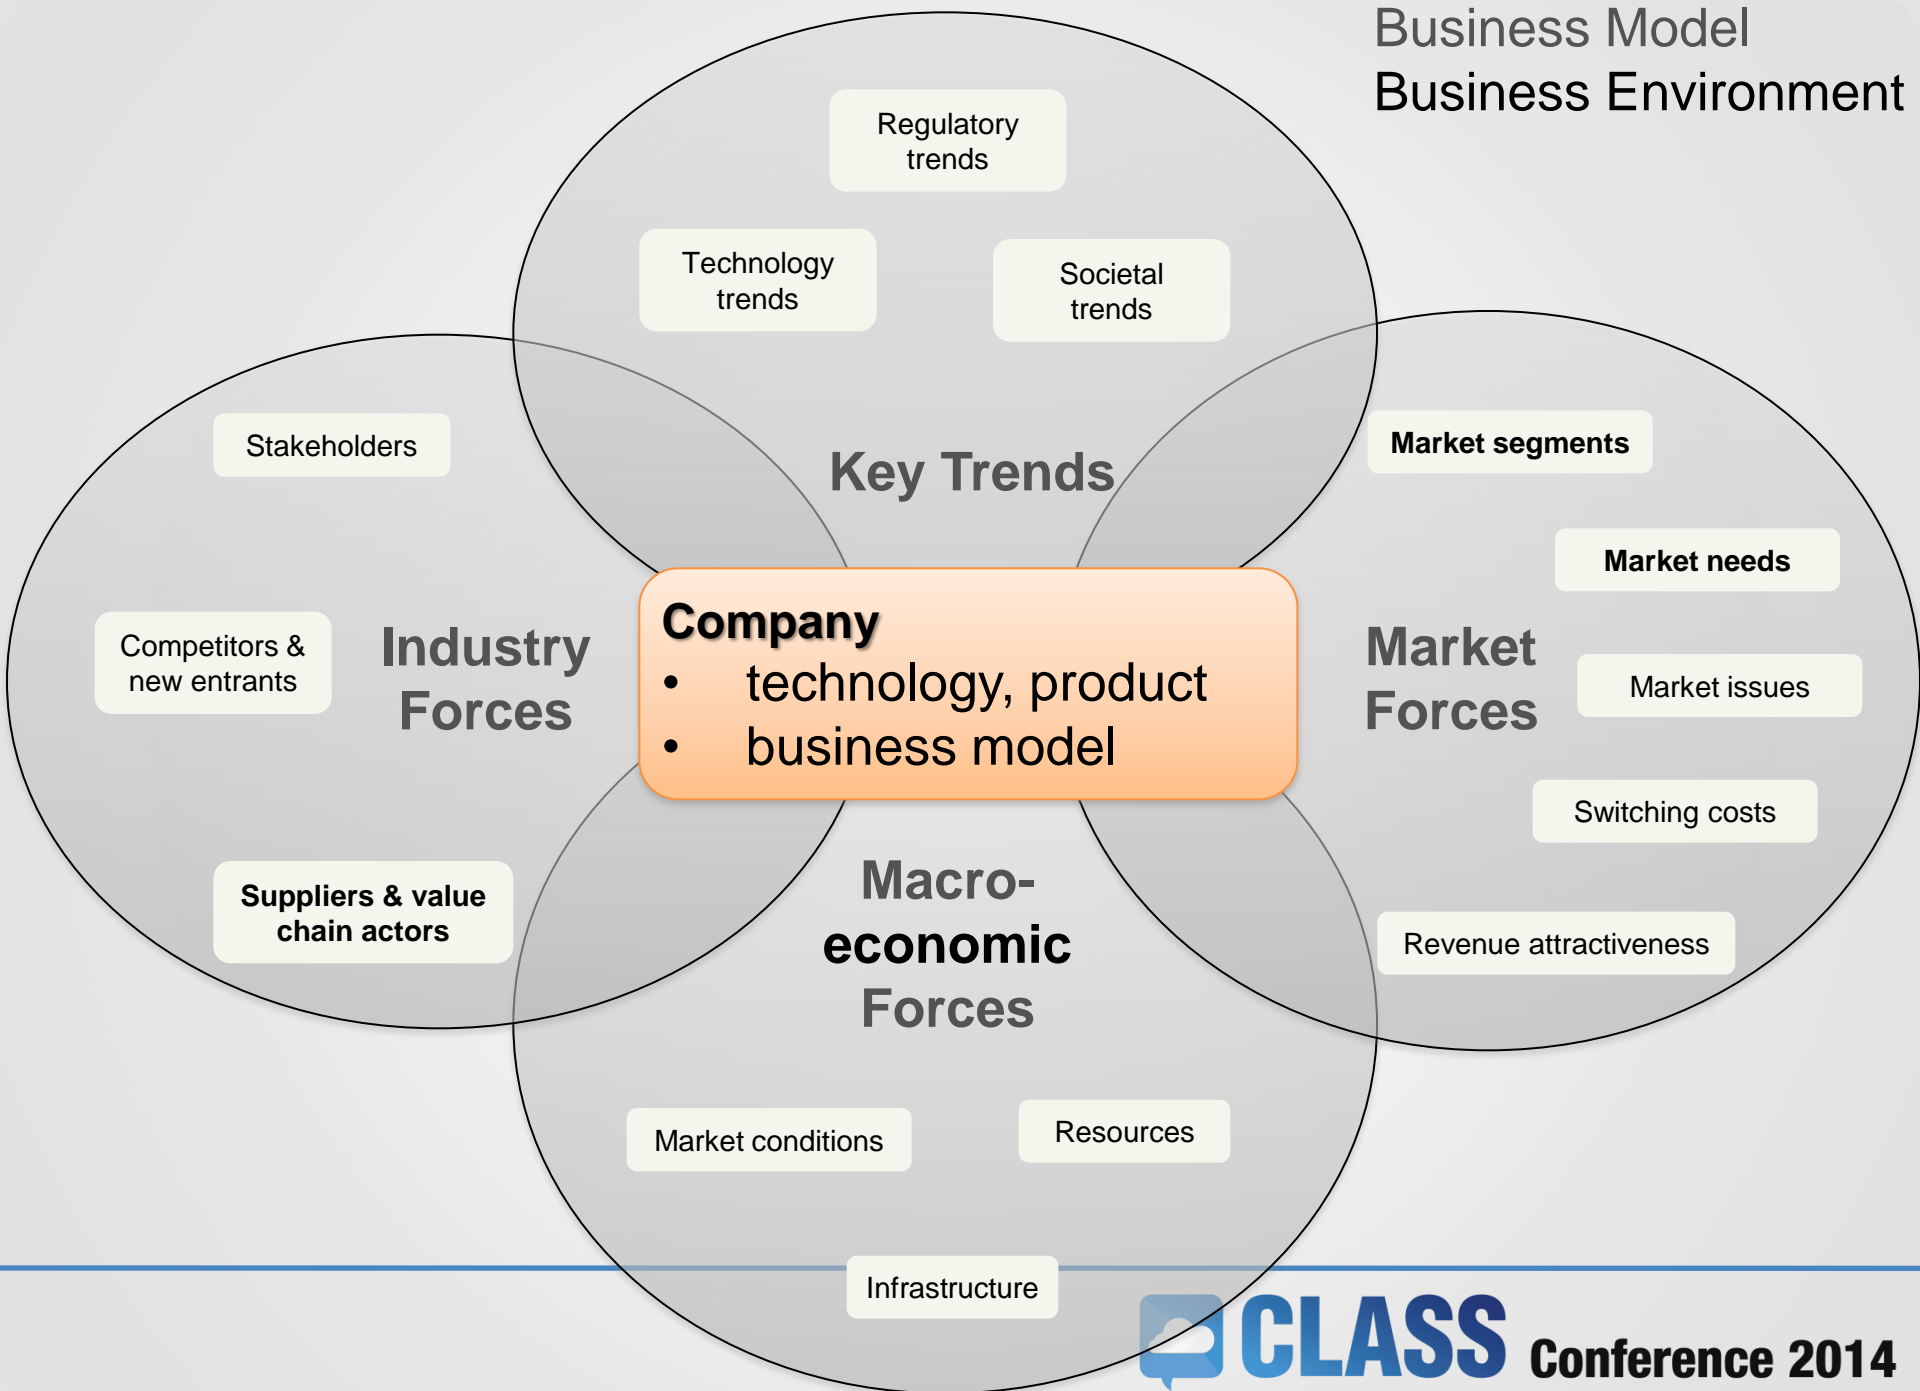 Business Model
Business Environment
Regulatory
trends
Technology
trends
Societal
trends
Key Trends
Stakeholders
Competitors &
new entrants
Industry
Forces
Suppliers & value
chain actors
Company
• technology, product
• business model
Market segments
Market needs
Market
Forces
Market issues
Switching costs
Revenue attractiveness
Macro-
economic
Forces
Market conditions
Resources
Infrastructure
CLASS Conference 2014